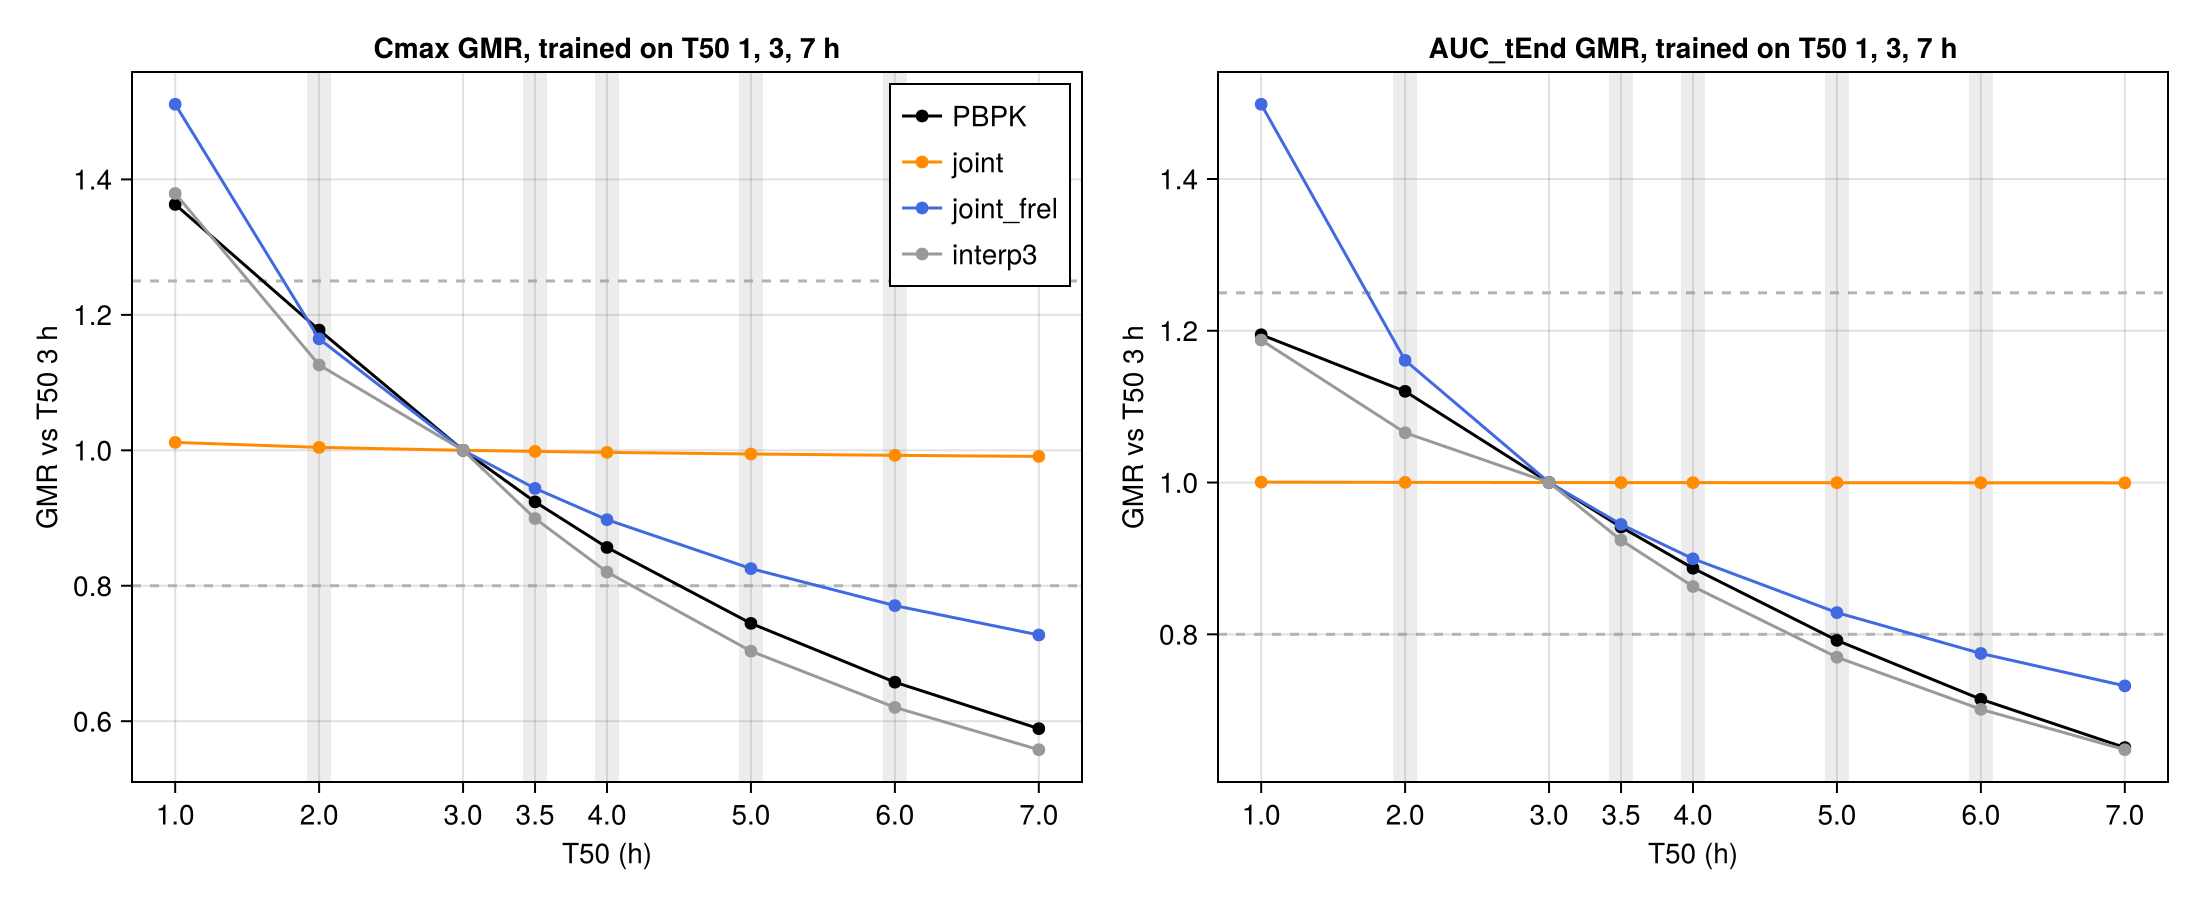 Cmax GMR, trained on T50 1, 3, 7 h
GMR vs T50 3 h
1.4
1.2
1.0
0.8
0.6
PBPK
joint
joint_frel
interp3
1.0 2.0 3.0 3.5 4.0 5.0 6.0 7.0
T50 (h)
AUC_tEnd GMR, trained on T50 1, 3, 7 h
GMR vs T50 3 h
1.4
1.2
1.0
0.8
1.0 2.0 3.0 3.5 4.0 5.0 6.0 7.0
T50 (h)